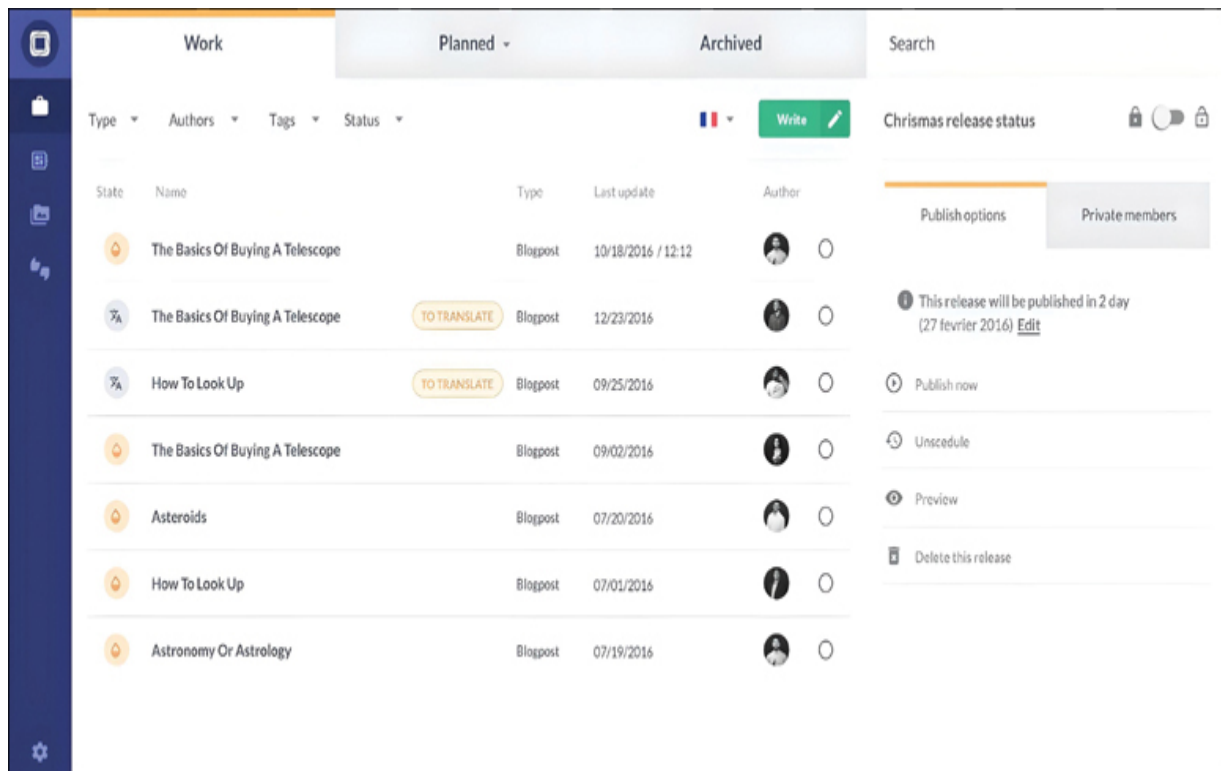 Work
Planned
Archived
Search
Type
Authors
Tags
Status
Write
Chrismas release status
State
Name
Type
Last update
Author
The Basics Of Buying A Telescope
Blogpost
10/18/2016 / 12:12
The Basics Of Buying A Telescope
TO TRANSLATE
Blogpost
12/23/2016
How To Look Up
TO TRANSLATE
Blogpost
09/25/2016
The Basics Of Buying A Telescope
Blogpost
09/02/2016
Asteroids
Blogpost
07/20/2016
How To Look Up
Blogpost
07/01/2016
Astronomy Or Astrology
Blogpost
07/19/2016
Publish options
Private members
This release will be published in 2 day
(27 fevrier 2016) Edit
Publish now
Unscedule
Preview
Delete this release